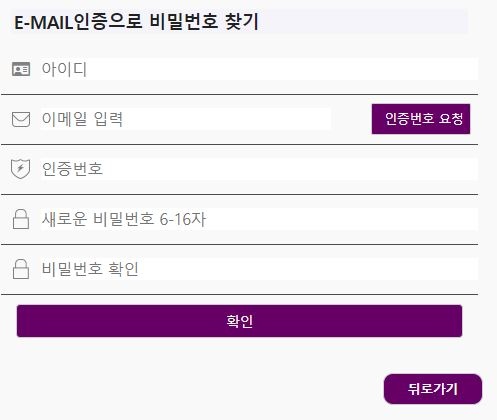 E-MAIL인증으로 비밀번호 찾기
아이디
이메일 입력 인증번호 요청
인증번호
새로운 비밀번호 6-16자
비밀번호 확인
확인
뒤로가기